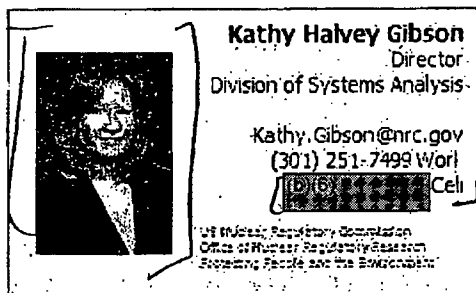 Kathy Halvey Gibson
Director
Division of Systems Analysis
Kathy.Gibson@nrc.gov
(301) 251-7499 Worl
(b)(6) Cell
US Nuclear Regulatory Commission
Office of Nuclear Regulatory Research
Protecting People and the Environment